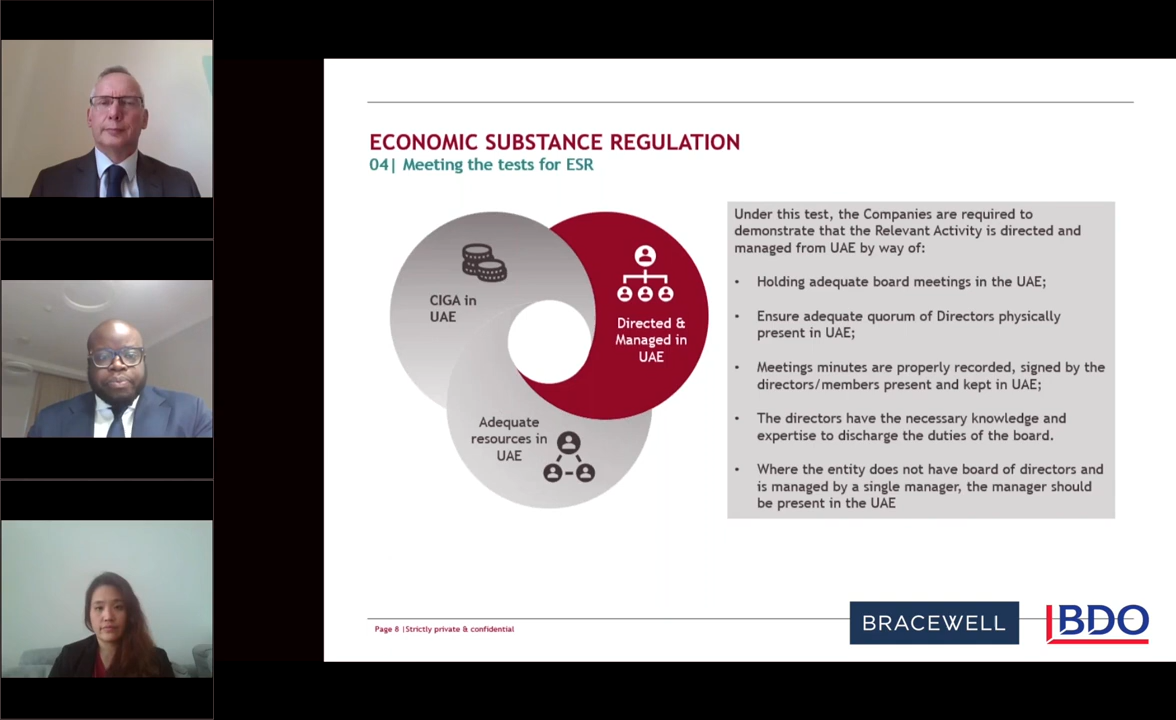 ECONOMIC SUBSTANCE REGULATION
04| Meeting the tests for ESR
CIGA in
UAE
Directed &
Managed in
UAE
Adequate
resources in
UAE
Under this test, the Companies are required to
demonstrate that the Relevant Activity is directed and
managed from UAE by way of:
• Holding adequate board meetings in the UAE;
• Ensure adequate quorum of Directors physically
present in UAE;
• Meetings minutes are properly recorded, signed by the
directors/members present and kept in UAE;
• The directors have the necessary knowledge and
expertise to discharge the duties of the board.
• Where the entity does not have board of directors and
is managed by a single manager, the manager should
be present in the UAE
Page 8 |Strictly private & confidential
BRACEWELL
BDO